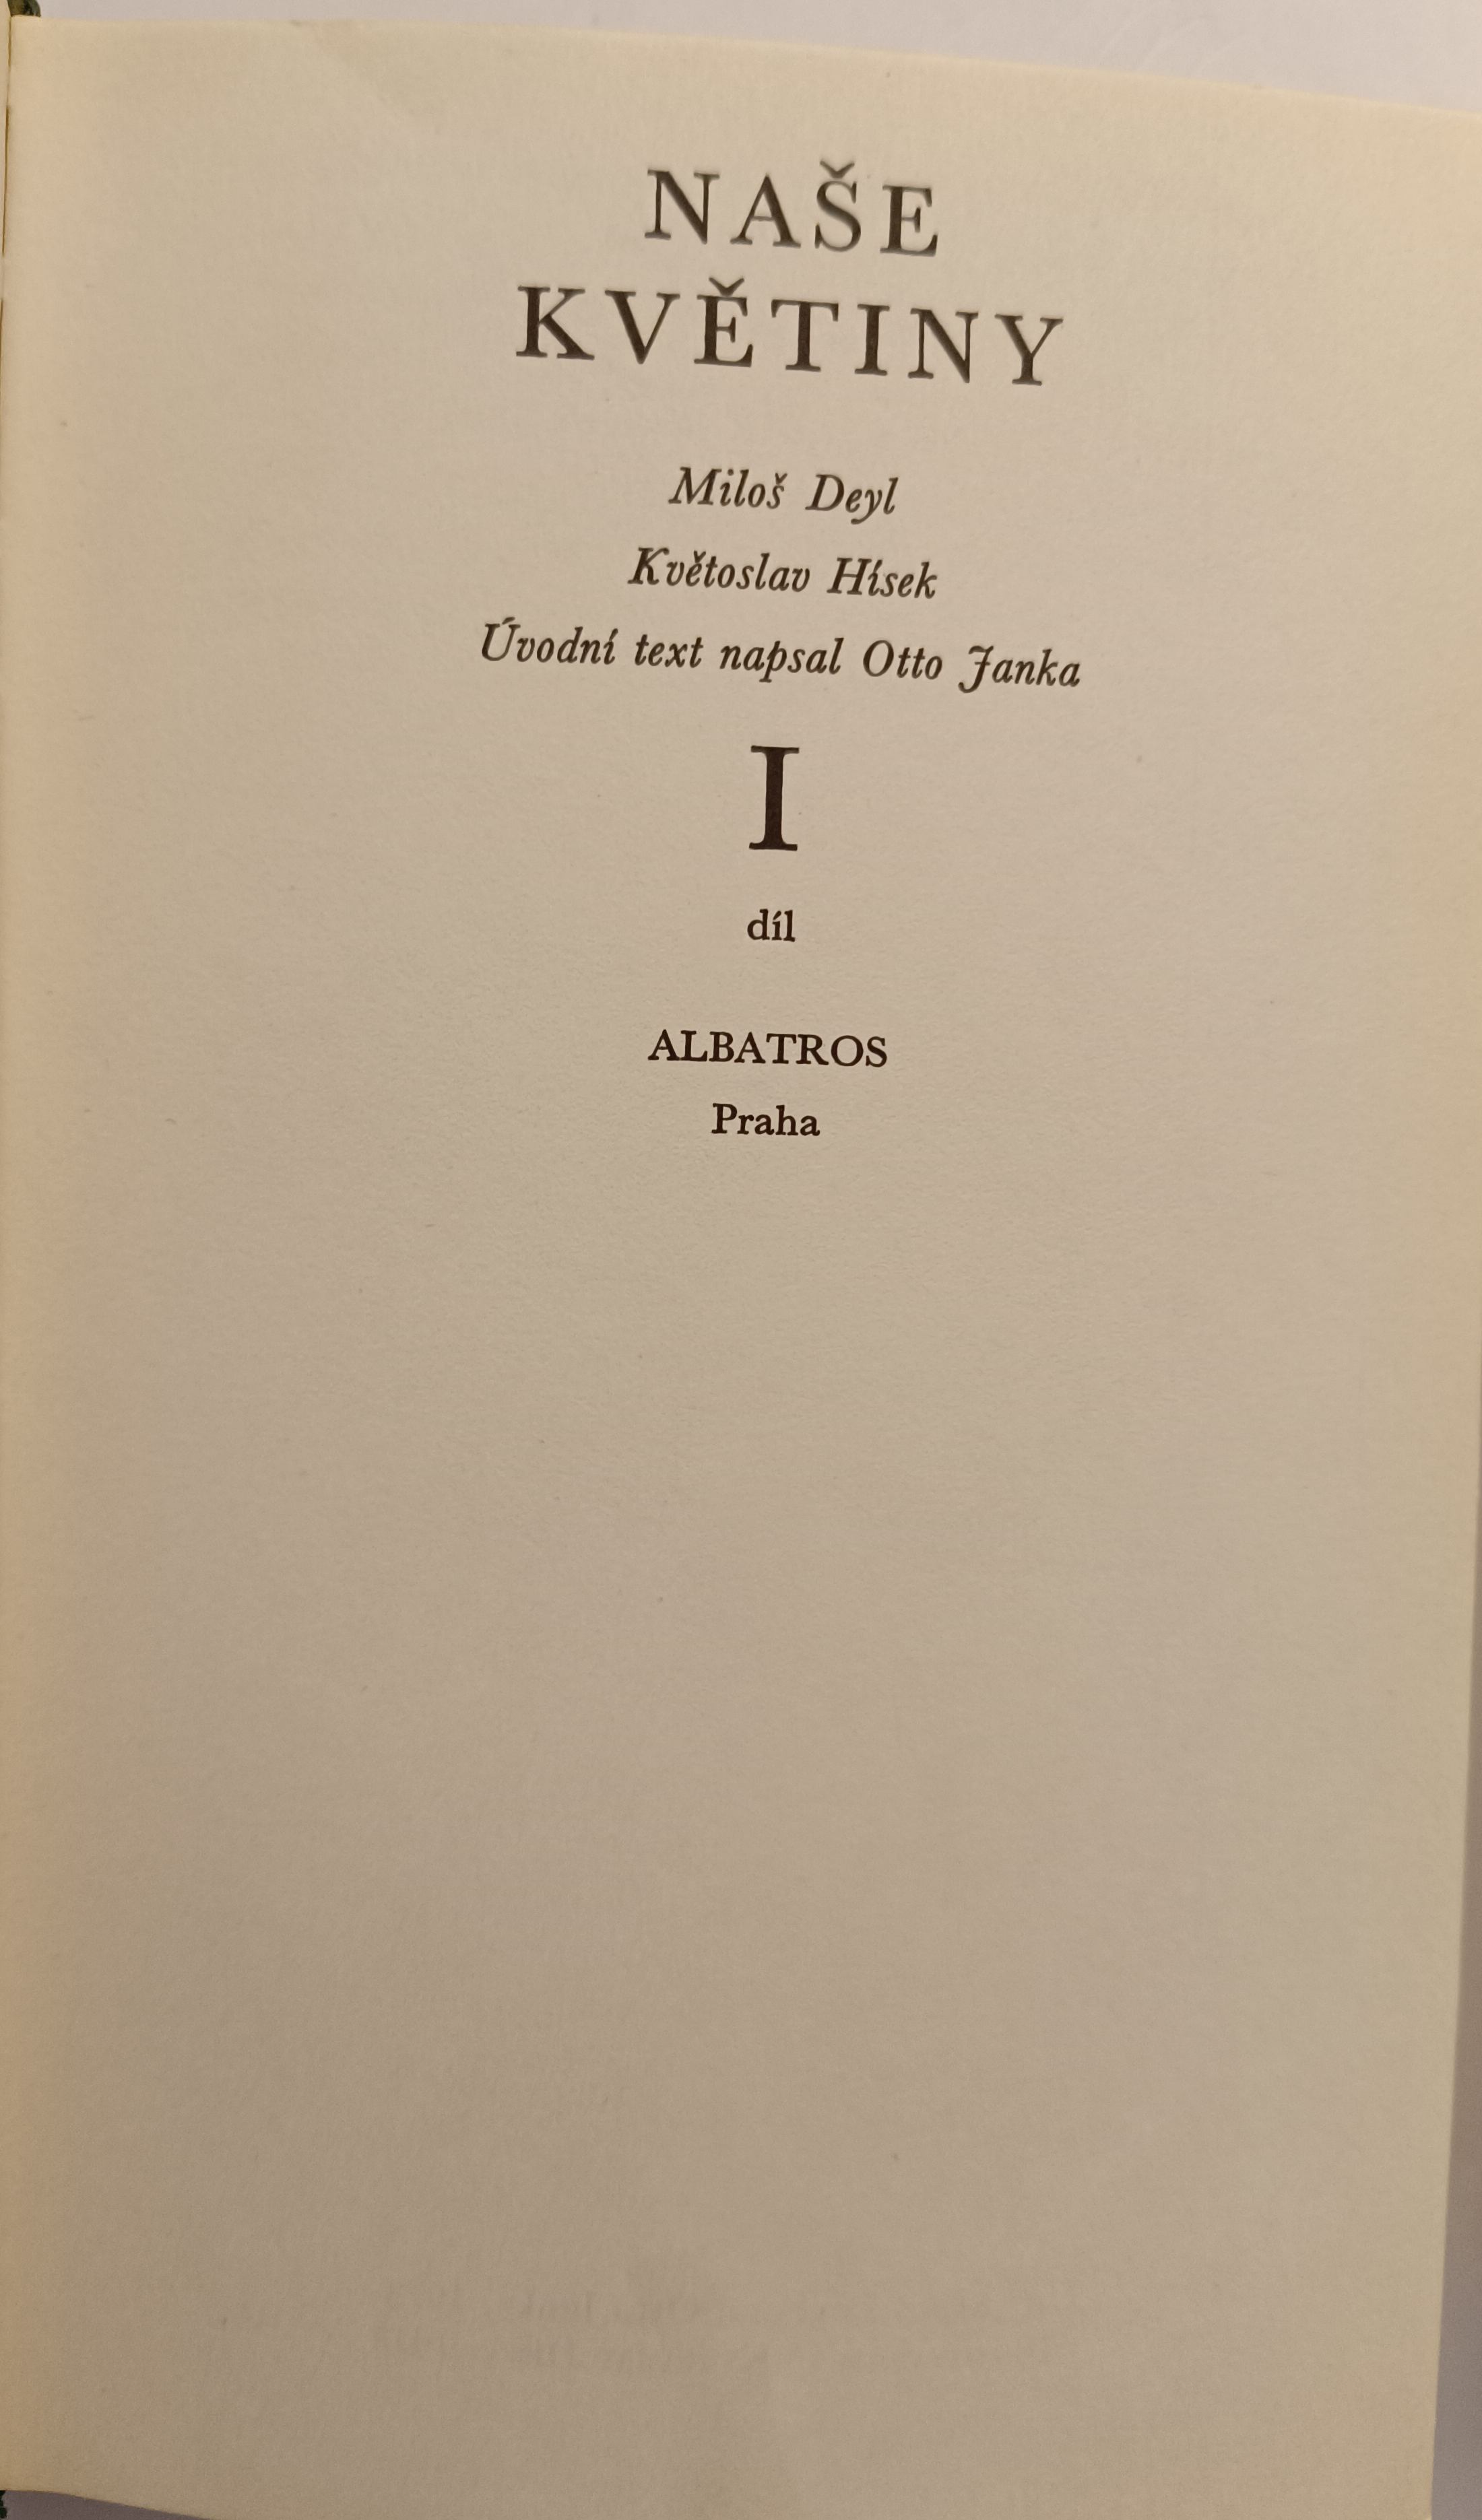 NAŠE
KVĚTINY
Miloš Deyl
Květoslav Hísek
Úvodní text napsal Otto Janka
I
díl
ALBATROS
Praha